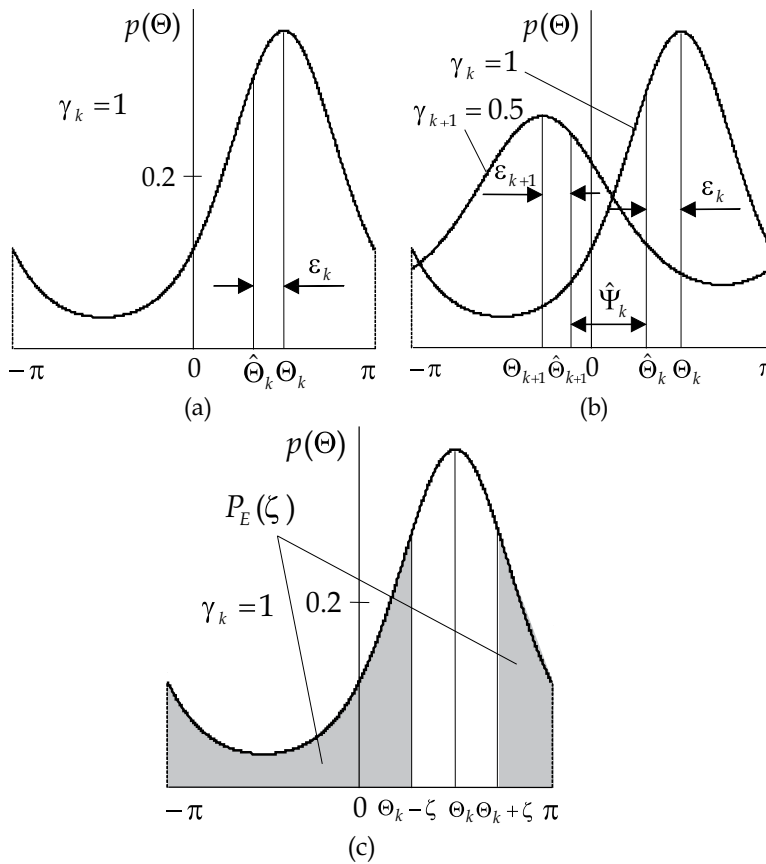 p(Θ)
γ_k = 1
0.2
ε_k
−π
0
Θ̂_k Θ_k
π
(a)
p(Θ)
γ_k = 1
γ_{k+1} = 0.5
ε_{k+1}
ε_k
Ψ̂_k
−π
Θ_{k+1} Θ̂_{k+1} 0
Θ̂_k Θ_k
π
(b)
p(Θ)
P_E(ζ)
γ_k = 1
0.2
−π
0
Θ_k − ζ
Θ_k Θ_k + ζ
π
(c)